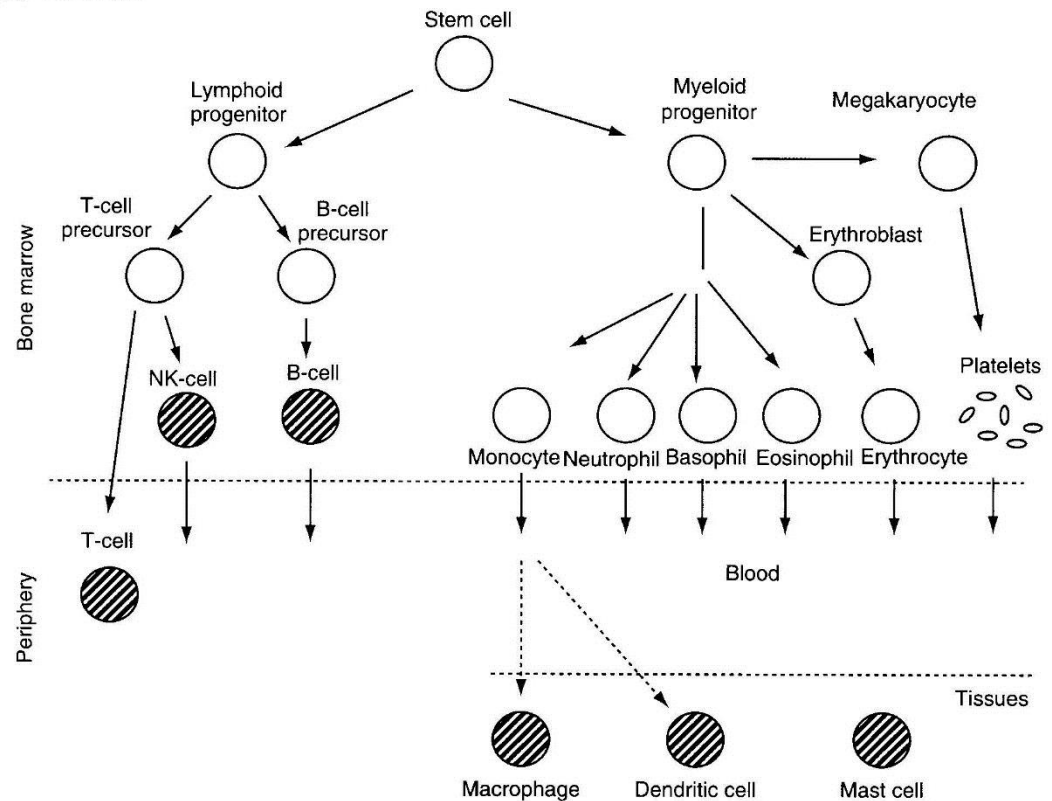 Stem cell
Lymphoid
progenitor
Myeloid
progenitor
Megakaryocyte
T-cell
precursor
B-cell
precursor
Erythroblast
Bone marrow
NK-cell
B-cell
Platelets
Monocyte
Neutrophil
Basophil
Eosinophil
Erythrocyte
T-cell
Blood
Periphery
Tissues
Macrophage
Dendritic cell
Mast cell